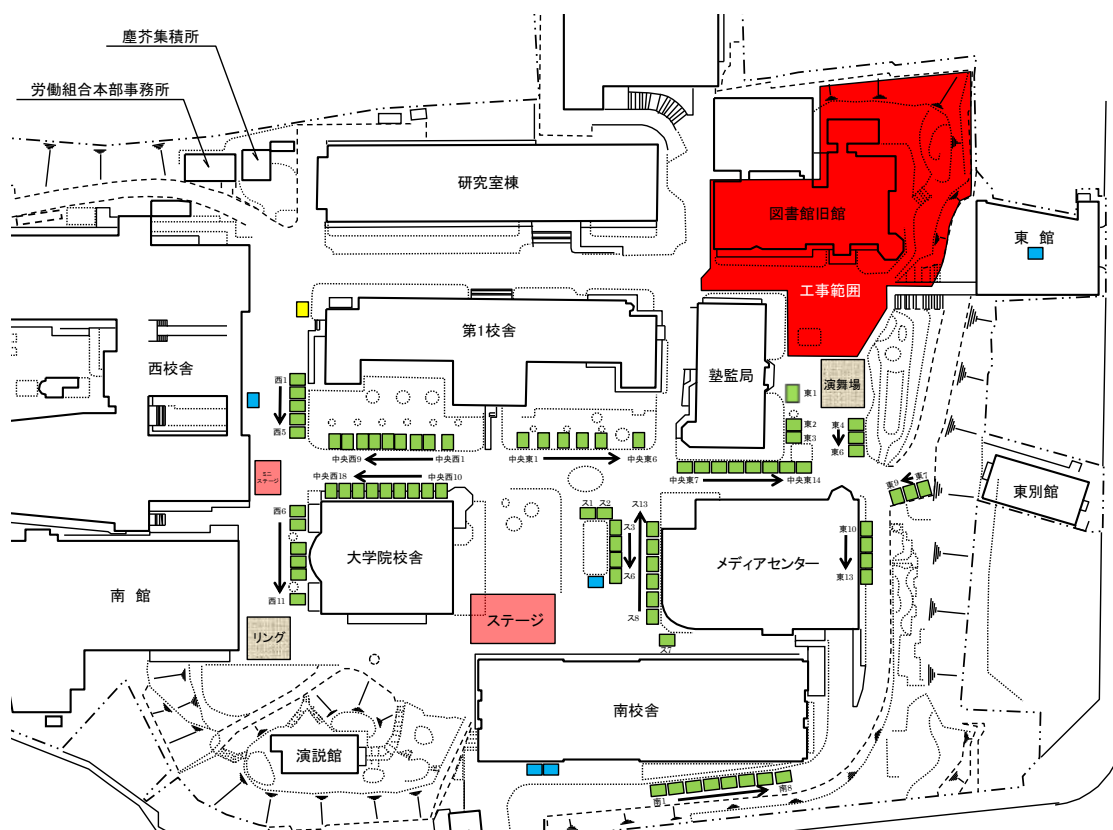 塵芥集積所
労働組合本部事務所
研究室棟
図書館旧館
東 館
工事範囲
第1校舎
西校舎
塾監局
演舞場
西1
西5
東1
東2
東3
東4
東6
中央西9
中央西1
中央東1
中央東6
中央西18
中央西10
中央東7
中央東14
ミニ
ステージ
東9
東7
東別館
西6
ス1
ス2
ス13
ス3
東10
大学院校舎
メディアセンター
ス6
東13
南 館
西11
ス8
リング
ステージ
ス7
南校舎
演説館
南1
南8